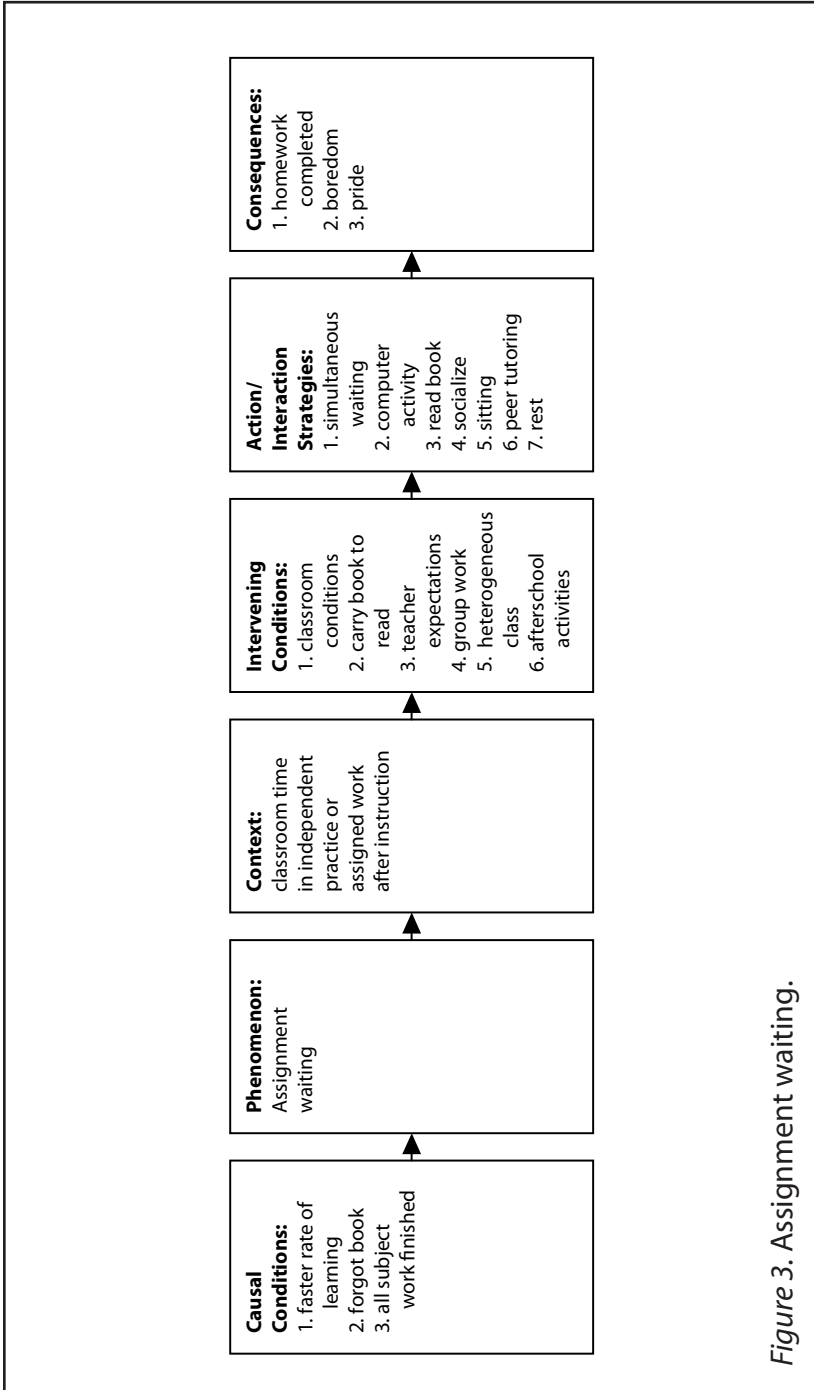 Causal
Conditions:
1. faster rate of
learning
2. forgot book
3. all subject
work finished
Phenomenon:
Assignment
waiting
Context:
classroom time
in independent
practice or
assigned work
after instruction
Intervening
Conditions:
1. classroom
conditions
2. carry book to
read
3. teacher
expectations
4. group work
5. heterogeneous
class
6. afterschool
activities
Action/
Interaction
Strategies:
1. simultaneous
waiting
2. computer
activity
3. read book
4. socialize
5. sitting
6. peer tutoring
7. rest
Consequences:
1. homework
completed
2. boredom
3. pride
Figure 3. Assignment waiting.